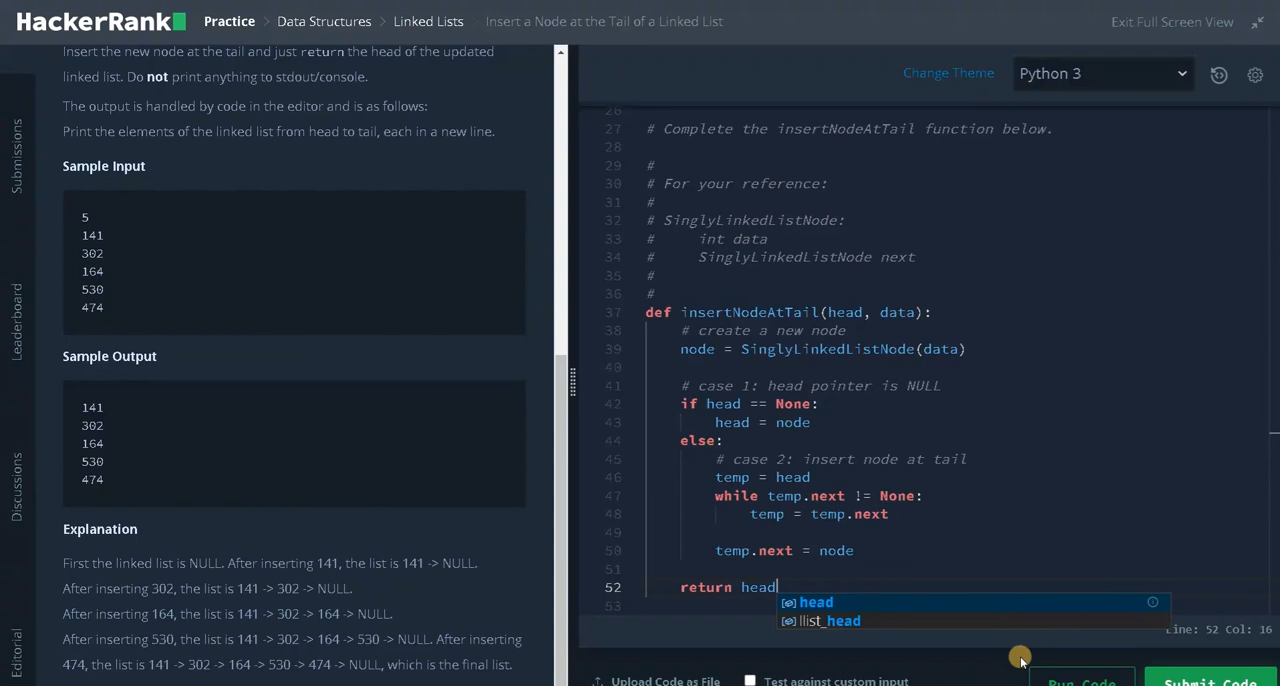 HackerRank
Practice > Data Structures > Linked Lists > Insert a Node at the Tail of a Linked List
Exit Full Screen View
Submissions
Leaderboard
Discussions
Editorial
Insert the new node at the tail and just return the head of the updated
linked list. Do not print anything to stdout/console.
The output is handled by code in the editor and is as follows:
Print the elements of the linked list from head to tail, each in a new line.
Sample Input
5
141
302
164
530
474
Sample Output
141
302
164
530
474
Explanation
First the linked list is NULL. After inserting 141, the list is 141 -> NULL.
After inserting 302, the list is 141 -> 302 -> NULL.
After inserting 164, the list is 141 -> 302 -> 164 -> NULL.
After inserting 530, the list is 141 -> 302 -> 164 -> 530 -> NULL. After inserting
474, the list is 141 -> 302 -> 164 -> 530 -> 474 -> NULL, which is the final list.
Change Theme
Python 3
26
27 # Complete the insertNodeAtTail function below.
28
29 #
30 # For your reference:
31 #
32 # SinglyLinkedListNode:
33 #     int data
34 #     SinglyLinkedListNode next
35 #
36 #
37 def insertNodeAtTail(head, data):
38     # create a new node
39     node = SinglyLinkedListNode(data)
40
41     # case 1: head pointer is NULL
42     if head == None:
43         head = node
44     else:
45         # case 2: insert node at tail
46         temp = head
47         while temp.next != None:
48             temp = temp.next
49
50         temp.next = node
51
52     return head
53
head
llist_head
Line: 52 Col: 16
Upload Code as File
Test against custom input
Run Code
Submit Code